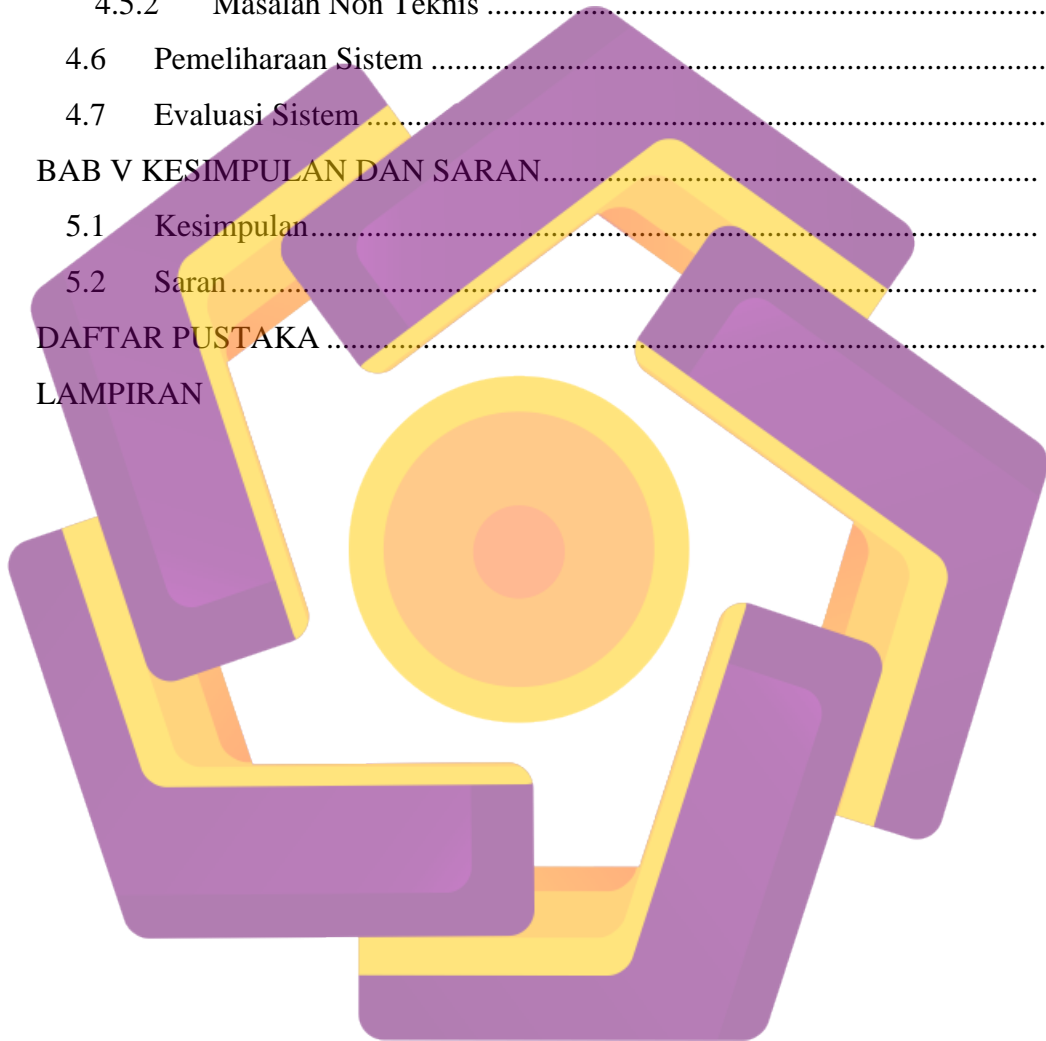 4.5.2 Masalah Non Teknis ........................................................................
4.6 Pemeliharaan Sistem ...............................................................................
4.7 Evaluasi Sistem .......................................................................................
BAB V KESIMPULAN DAN SARAN...............................................................
5.1 Kesimpulan.............................................................................................
5.2 Saran.......................................................................................................
DAFTAR PUSTAKA ..........................................................................................
LAMPIRAN